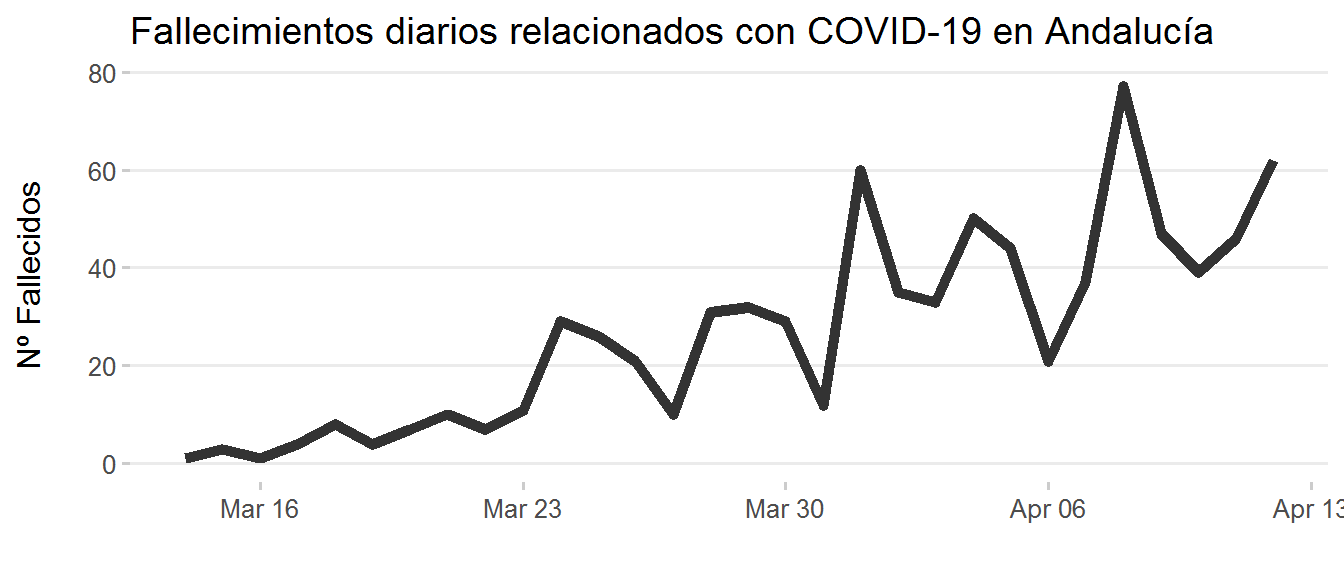 Fallecimientos diarios relacionados con COVID-19 en Andalucía
Nº Fallecidos
80
60
40
20
0
Mar 16 Mar 23 Mar 30 Apr 06 Apr 13